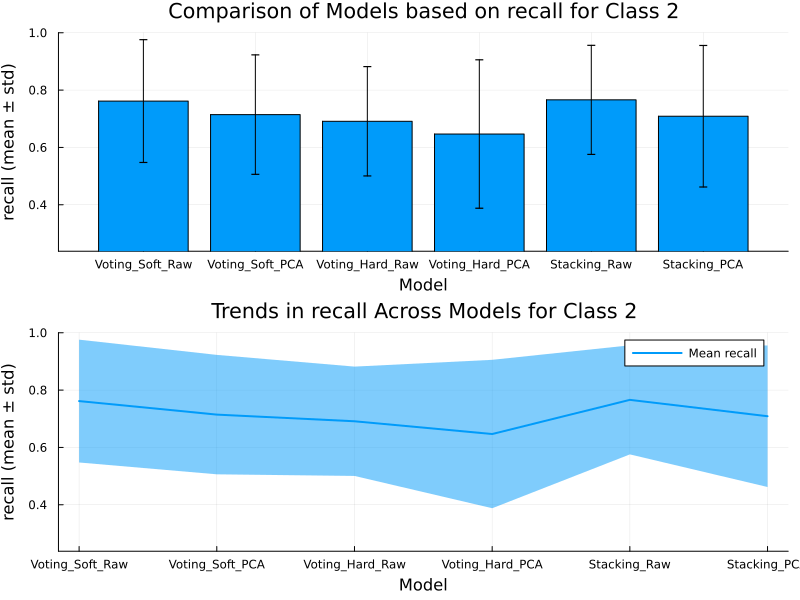 Comparison of Models based on recall for Class 2
recall (mean ± std)
1.0
0.8
0.6
0.4
Voting_Soft_Raw Voting_Soft_PCA Voting_Hard_Raw Voting_Hard_PCA Stacking_Raw Stacking_PCA
Model
Trends in recall Across Models for Class 2
recall (mean ± std)
1.0
0.8
0.6
0.4
Mean recall
Voting_Soft_Raw Voting_Soft_PCA Voting_Hard_Raw Voting_Hard_PCA Stacking_Raw Stacking_PC
Model